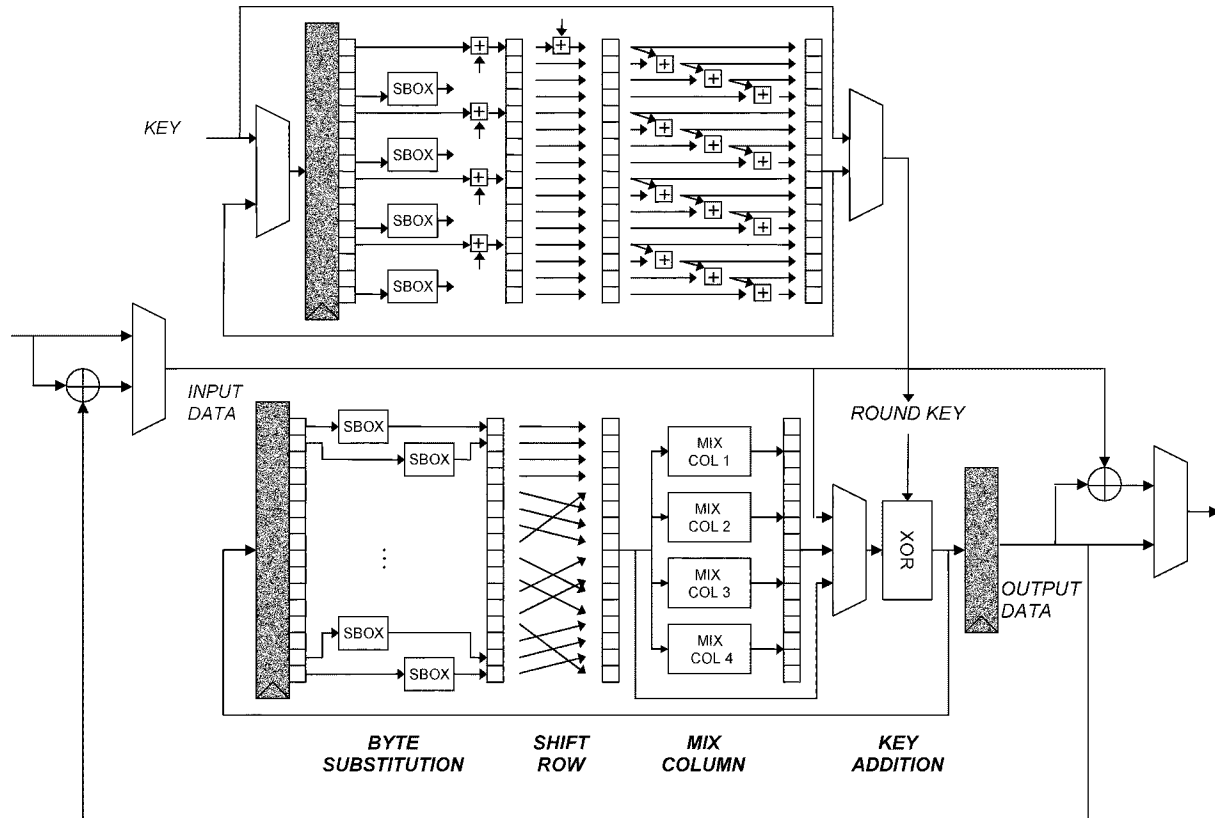 SBOX
KEY
SBOX
SBOX
SBOX
INPUT
DATA
ROUND KEY
SBOX
SBOX
MIX
COL 1
MIX
COL 2
XOR
...
MIX
COL 3
OUTPUT
DATA
SBOX
MIX
COL 4
SBOX
BYTE
SUBSTITUTION
SHIFT
ROW
MIX
COLUMN
KEY
ADDITION